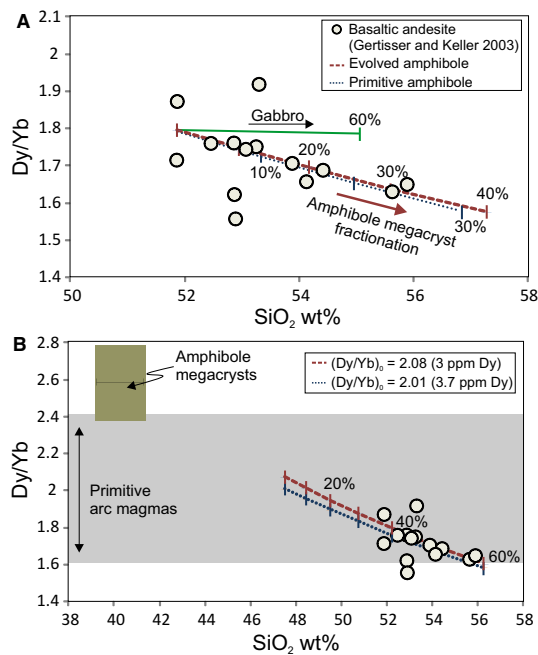 A
Basaltic andesite
(Gertisser and Keller 2003)
Evolved amphibole
Primitive amphibole
2.1
2
1.9
1.8
1.7
1.6
1.5
1.4
Dy/Yb
Gabbro
60%
20%
10%
30%
40%
30%
Amphibole megacryst
fractionation
50 52 54 56 58
SiO₂ wt%
B
2.8
2.6
2.4
2.2
2
1.8
1.6
1.4
Dy/Yb
Amphibole
megacrysts
(Dy/Yb)₀ = 2.08 (3 ppm Dy)
(Dy/Yb)₀ = 2.01 (3.7 ppm Dy)
Primitive
arc magmas
20%
40%
60%
38 40 42 44 46 48 50 52 54 56 58
SiO₂ wt%